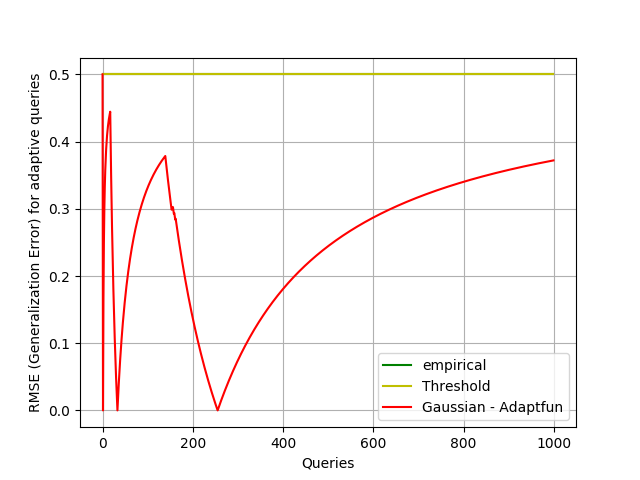 RMSE (Generalization Error) for adaptive queries
0.5
0.4
0.3
0.2
0.1
0.0
empirical
Threshold
Gaussian - Adaptfun
0 200 400 600 800 1000
Queries